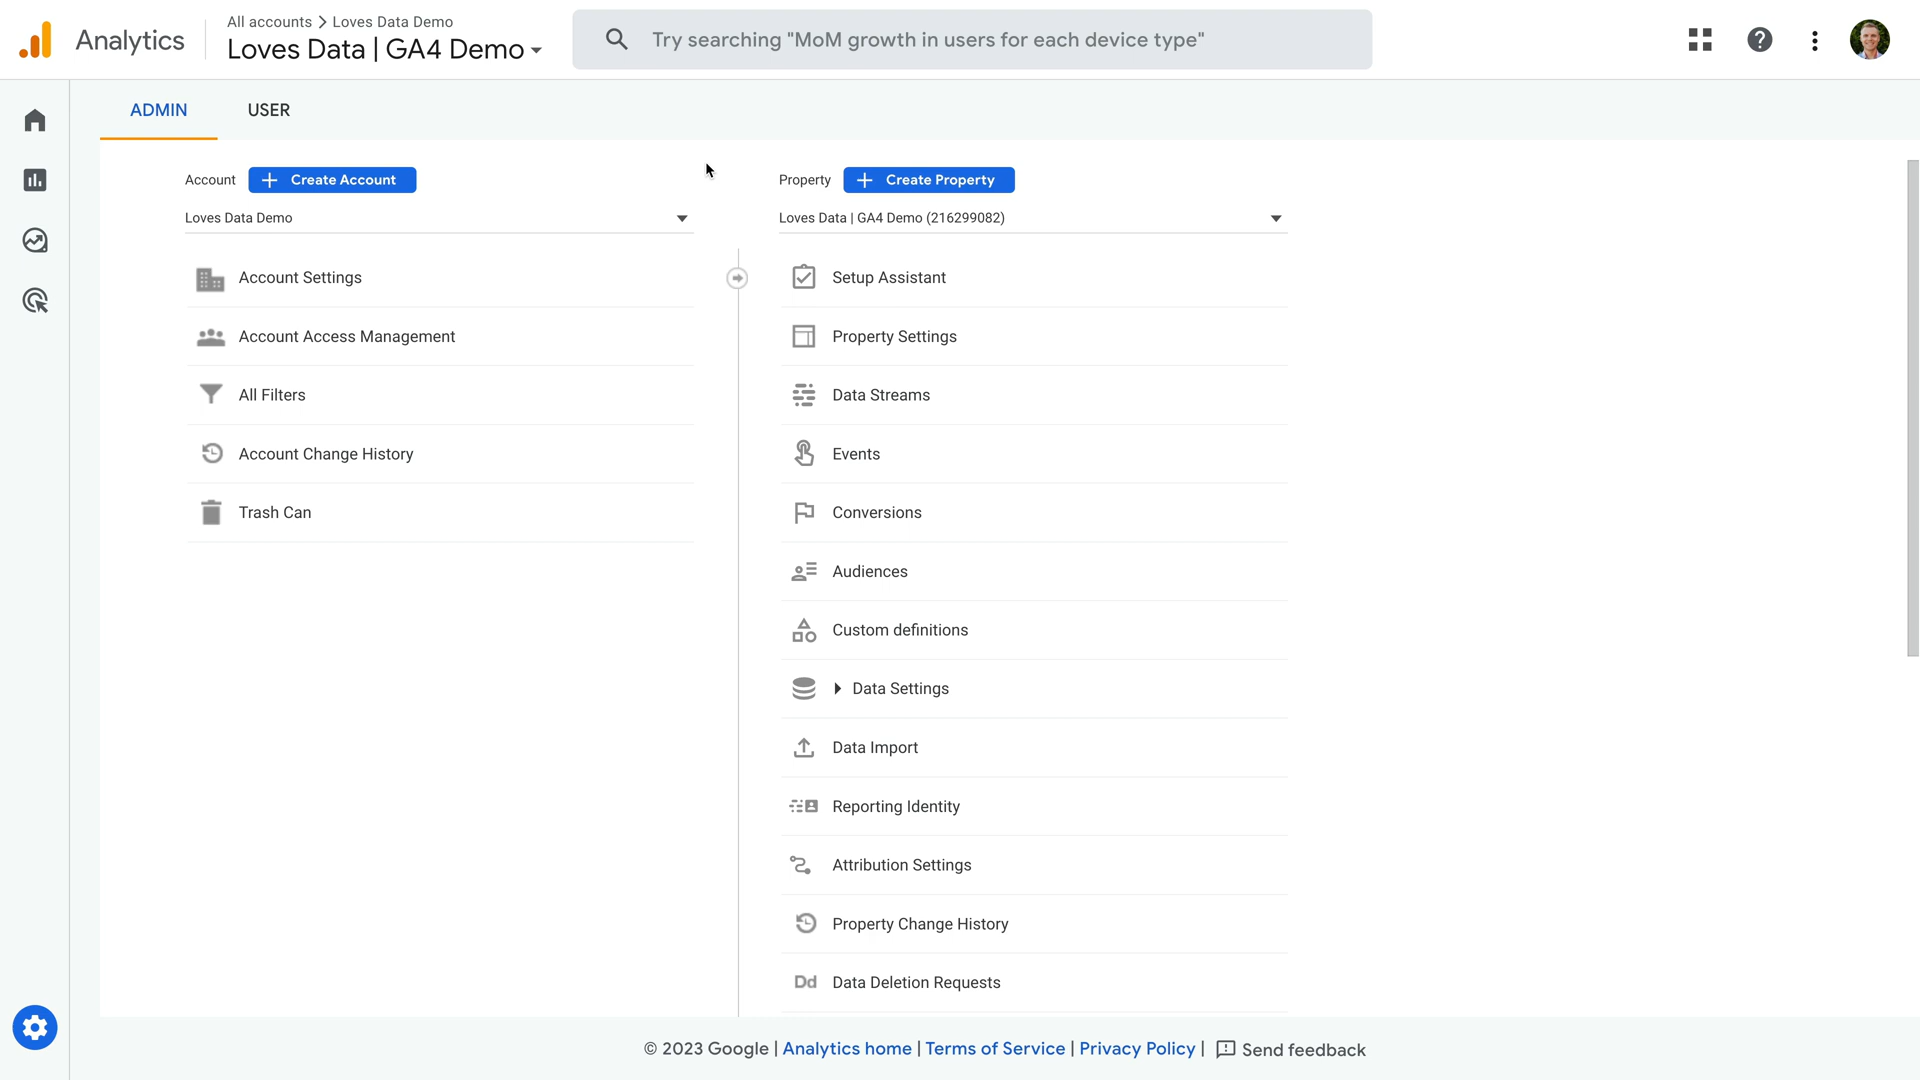 All accounts > Loves Data Demo
Analytics
Loves Data | GA4 Demo
Try searching "MoM growth in users for each device type"
ADMIN
USER
Account
Create Account
Loves Data Demo
Account Settings
Account Access Management
All Filters
Account Change History
Trash Can
Property
Create Property
Loves Data | GA4 Demo (216299082)
Setup Assistant
Property Settings
Data Streams
Events
Conversions
Audiences
Custom definitions
Data Settings
Data Import
Reporting Identity
Attribution Settings
Property Change History
Dd Data Deletion Requests
© 2023 Google | Analytics home | Terms of Service | Privacy Policy | Send feedback